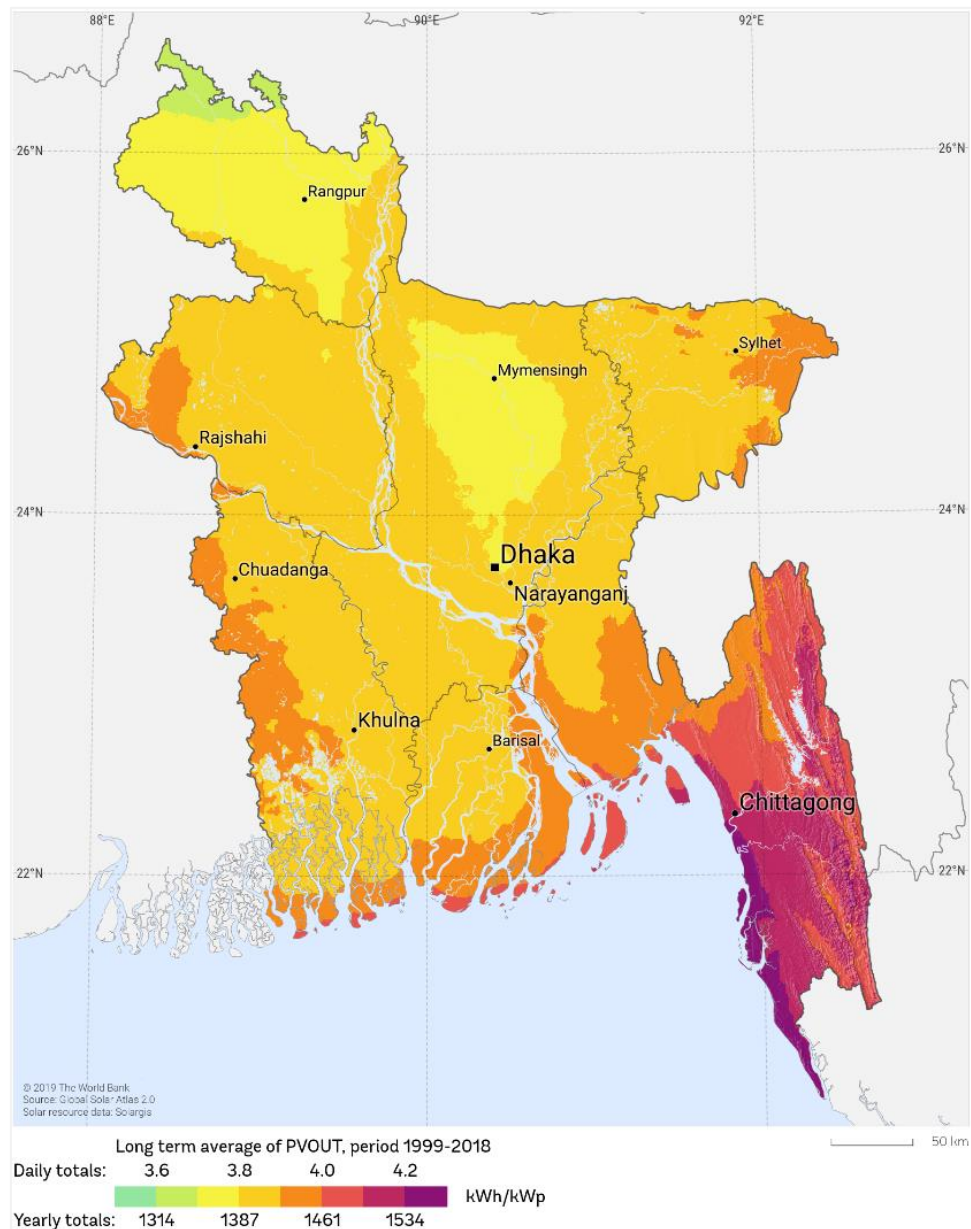 88°E 90°E 92°E
26°N 26°N
Rangpur
Sylhet
Mymensingh
Rajshahi
24°N 24°N
Dhaka
Chuadanga
Narayanganj
Khulna
Barisal
Chittagong
22°N 22°N
© 2019 The World Bank
Source: Global Solar Atlas 2.0
Solar resource data: Solargis
Long term average of PVOUT, period 1999-2018
50 km
Daily totals: 3.6 3.8 4.0 4.2
kWh/kWp
Yearly totals: 1314 1387 1461 1534